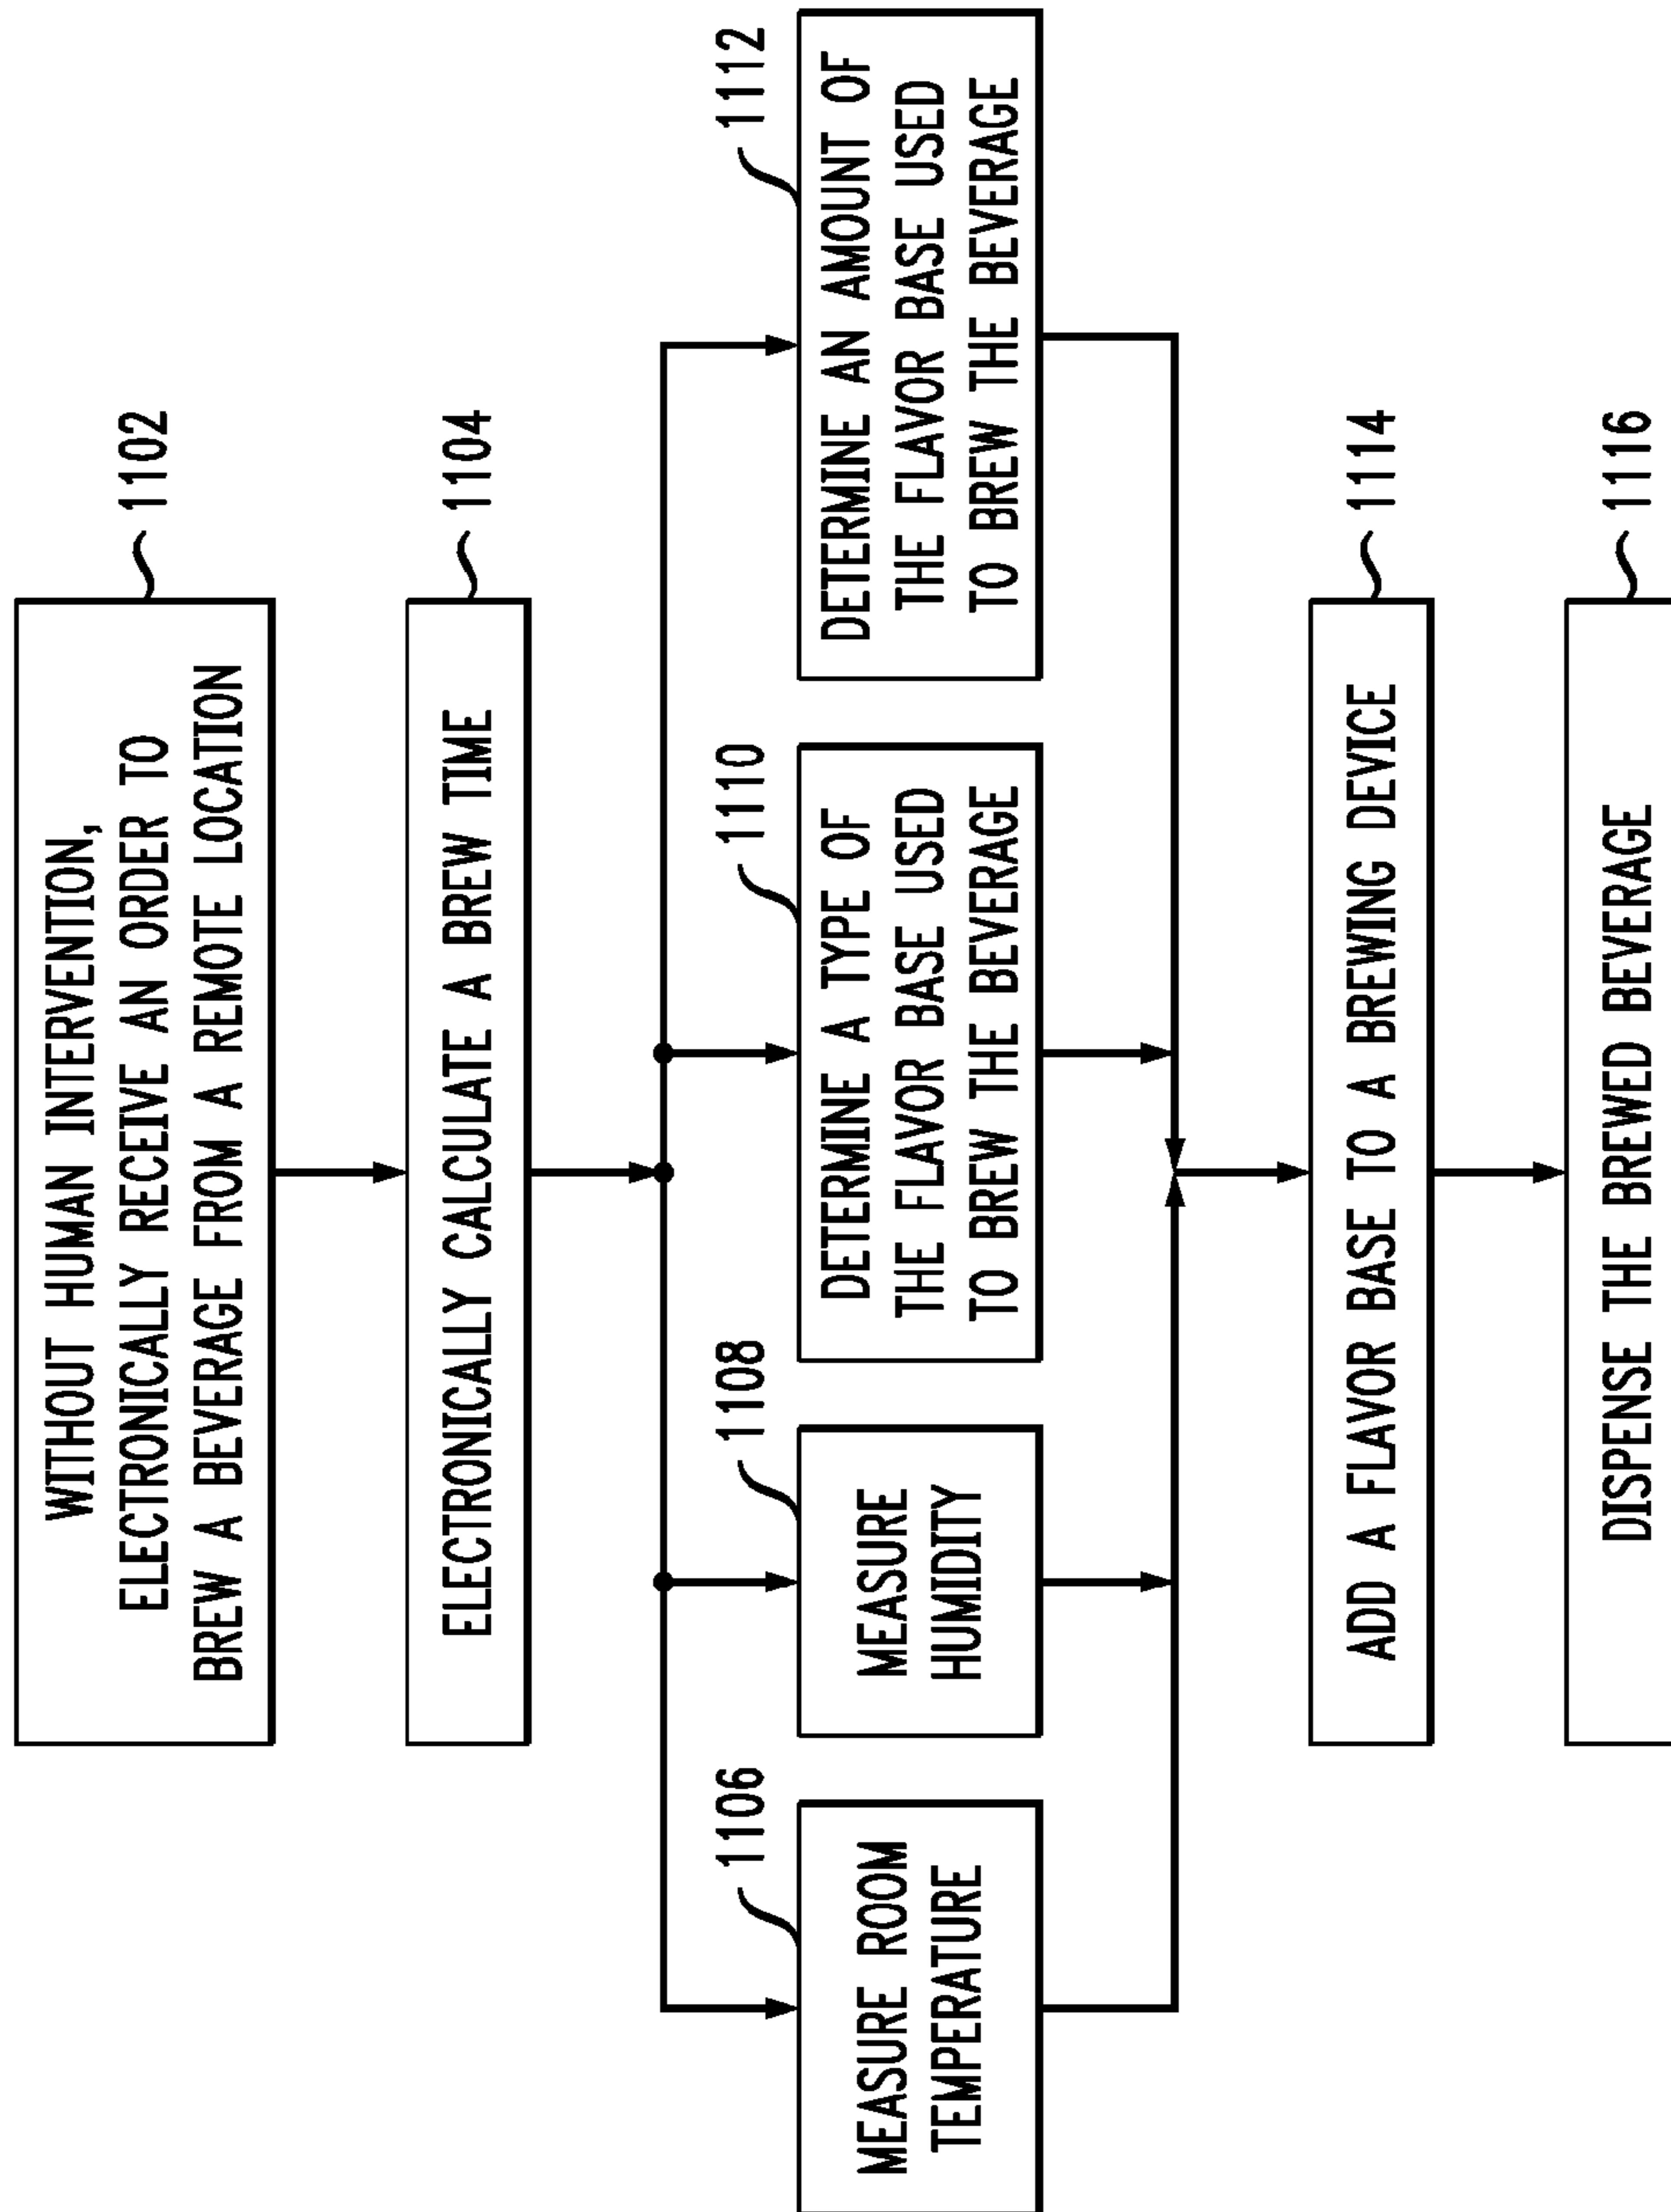 WITHOUT HUMAN INTERVENTION,
ELECTRONICALLY RECEIVE AN ORDER TO
BREW A BEVERAGE FROM A REMOTE LOCATION
1102
ELECTRONICALLY CALCULATE A BREW TIME
1104
MEASURE ROOM
TEMPERATURE
1106
MEASURE
HUMIDITY
1108
DETERMINE A TYPE OF
THE FLAVOR BASE USED
TO BREW THE BEVERAGE
1110
DETERMINE AN AMOUNT OF
THE FLAVOR BASE USED
TO BREW THE BEVERAGE
1112
ADD A FLAVOR BASE TO A BREWING DEVICE
1114
DISPENSE THE BREWED BEVERAGE
1116